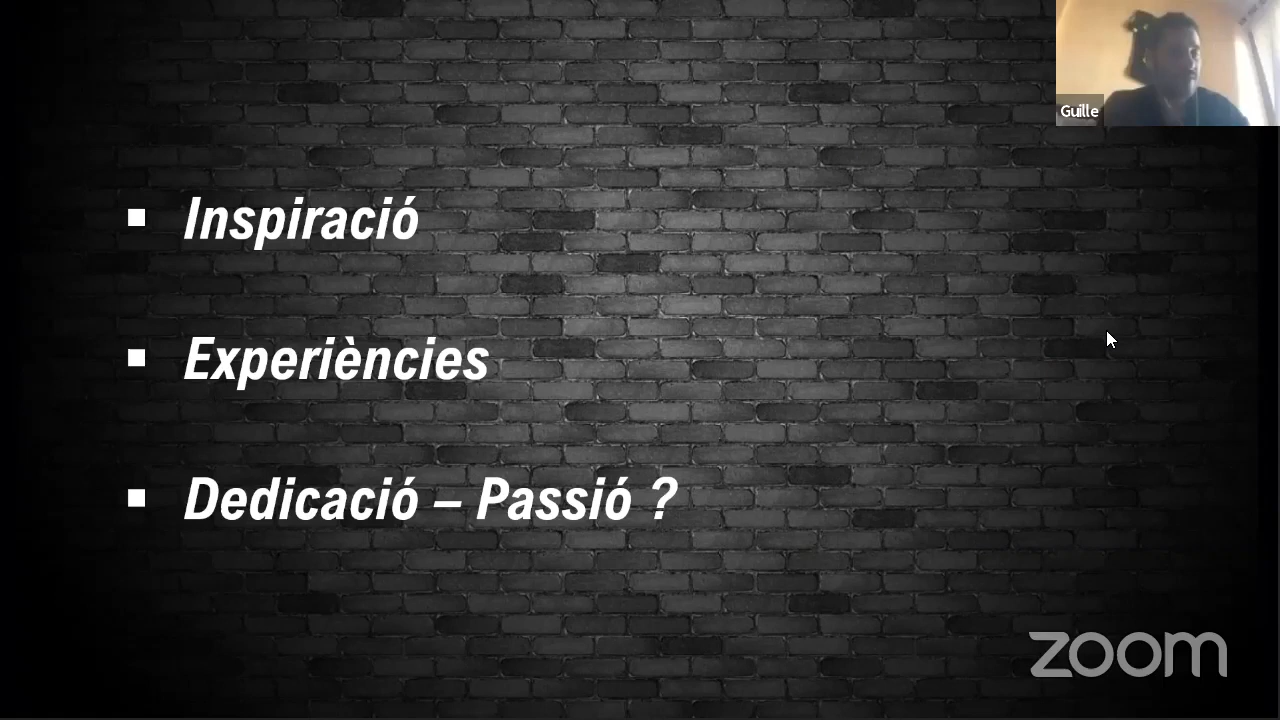 Guille
▪ Inspiració
▪ Experiències
▪ Dedicació – Passió ?
zoom